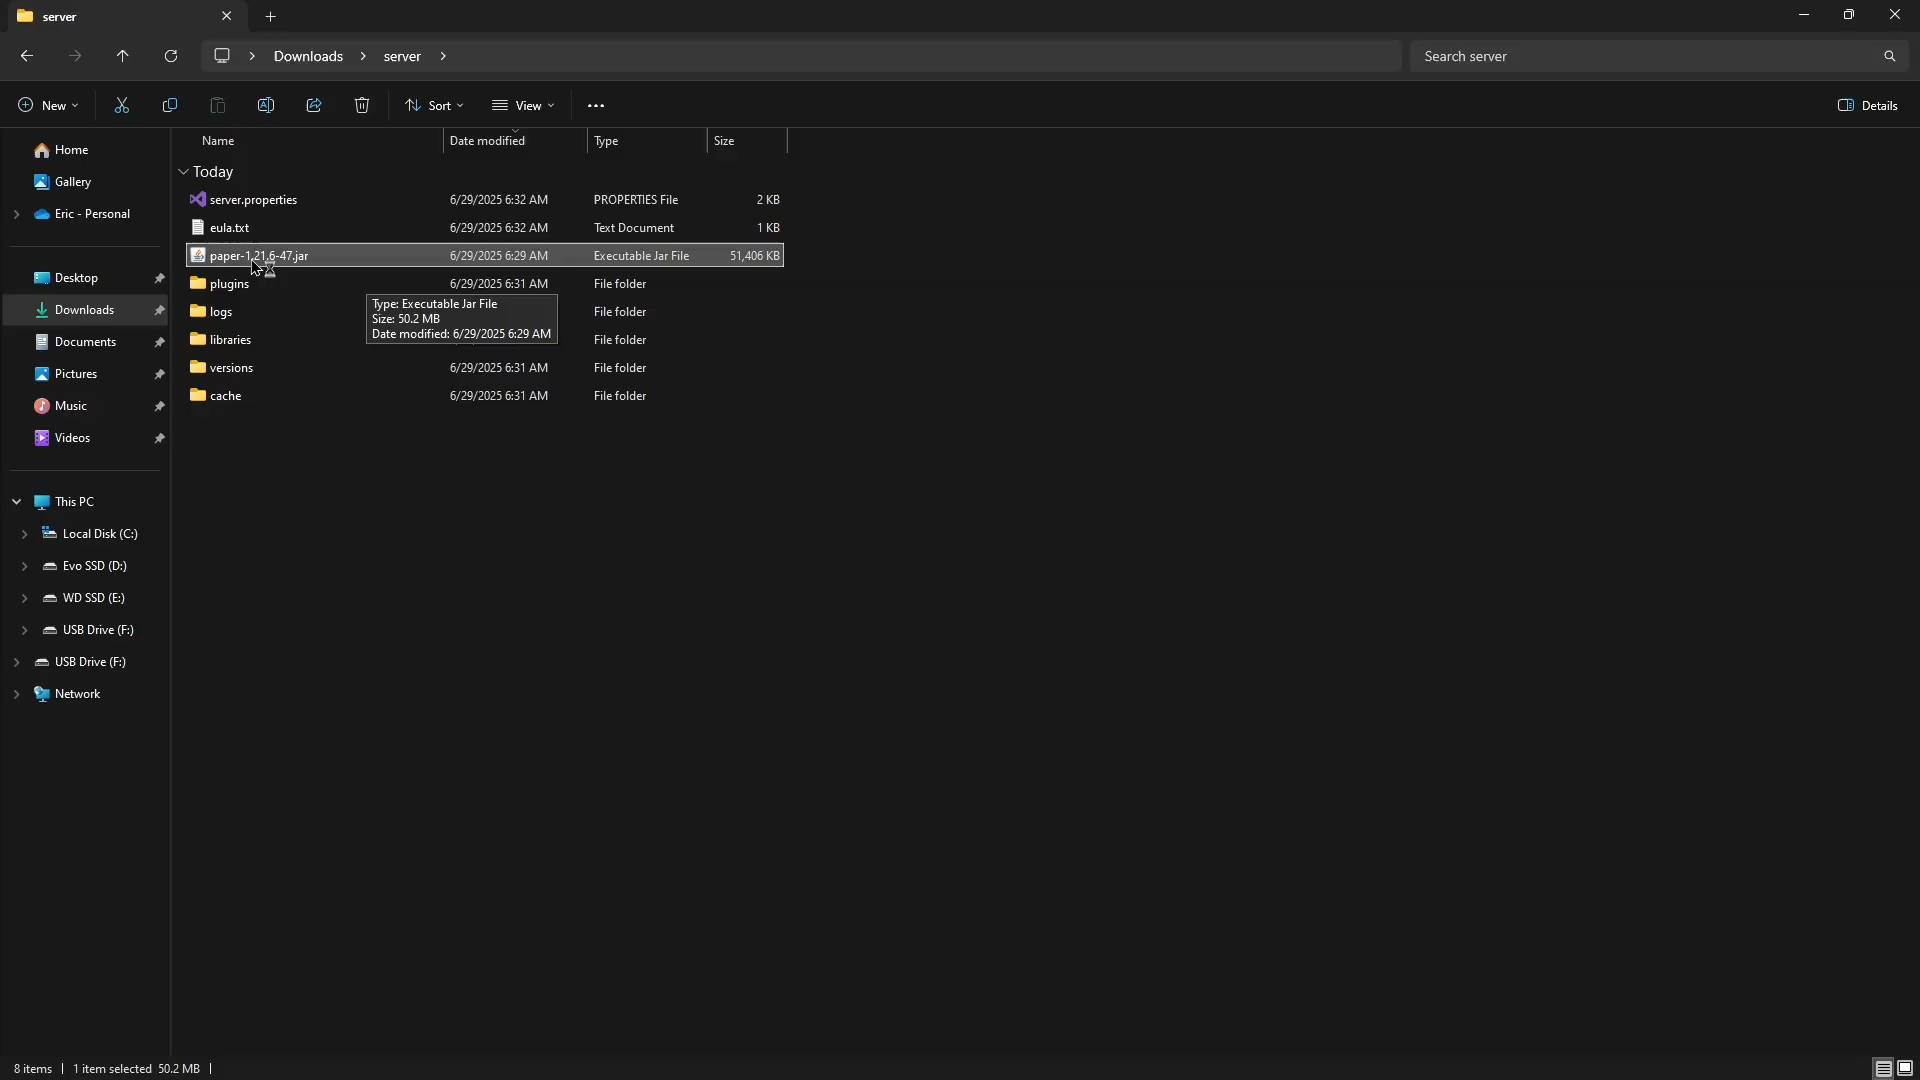 server
Downloads
server
Search server
New
Sort
View
Details
Name
Date modified
Type
Size
Home
Gallery
Eric - Personal
Desktop
Downloads
Documents
Pictures
Music
Videos
This PC
Local Disk (C:)
Evo SSD (D:)
WD SSD (E:)
USB Drive (F:)
USB Drive (F:)
Network
Today
server.properties 6/29/2025 6:32 AM PROPERTIES File 2 KB
eula.txt 6/29/2025 6:32 AM Text Document 1 KB
paper-1.21.6-47.jar 6/29/2025 6:29 AM Executable Jar File 51,406 KB
plugins 6/29/2025 6:31 AM File folder
logs File folder
libraries File folder
versions 6/29/2025 6:31 AM File folder
cache 6/29/2025 6:31 AM File folder
Type: Executable Jar File
Size: 50.2 MB
Date modified: 6/29/2025 6:29 AM
8 items
1 item selected 50.2 MB